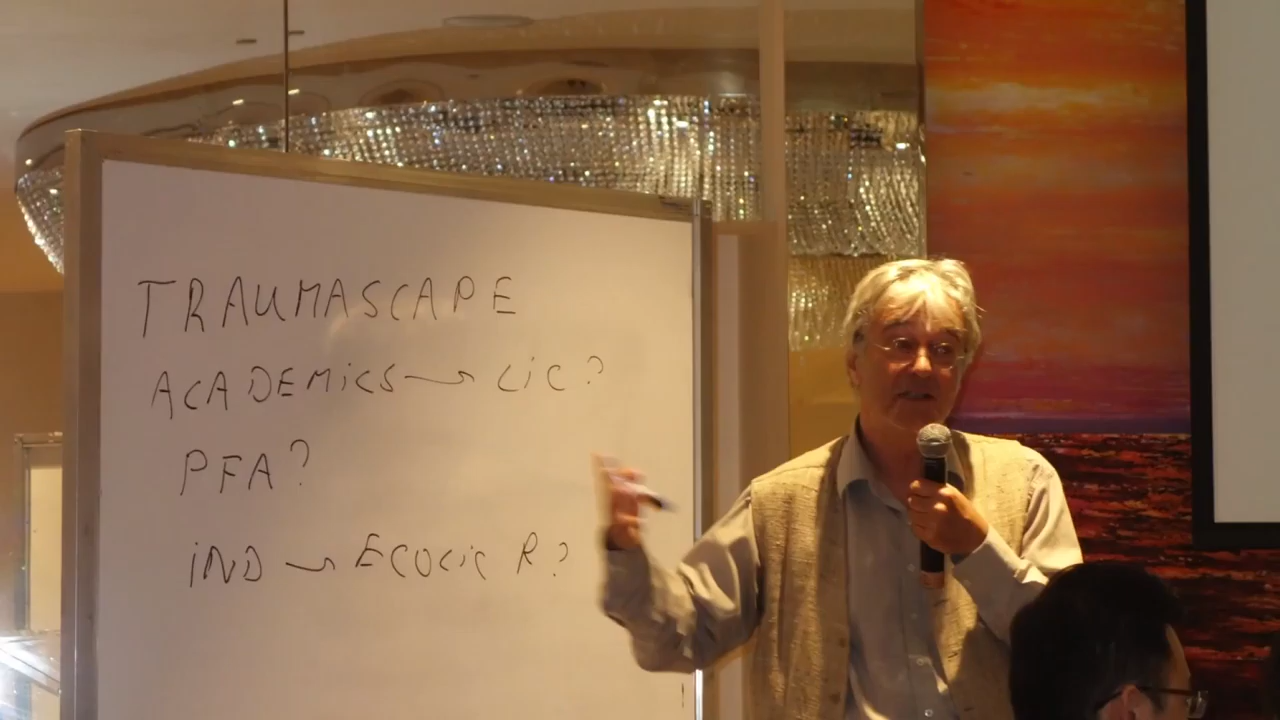 TRAUMASCAPE
ACADEMiCS → LiC?
PFA?
iND → ECOLiC R?